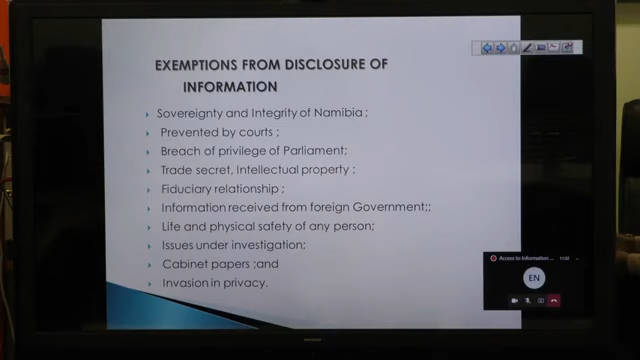 EXEMPTIONS FROM DISCLOSURE OF
INFORMATION
Sovereignty and Integrity of Namibia ;
Prevented by courts ;
Breach of privilege of Parliament;
Trade secret, Intellectual property ;
Fiduciary relationship ;
Information received from foreign Government;;
Life and physical safety of any person;
Issues under investigation;
Cabinet papers ;and
Invasion in privacy.
Access to Information ...
EN